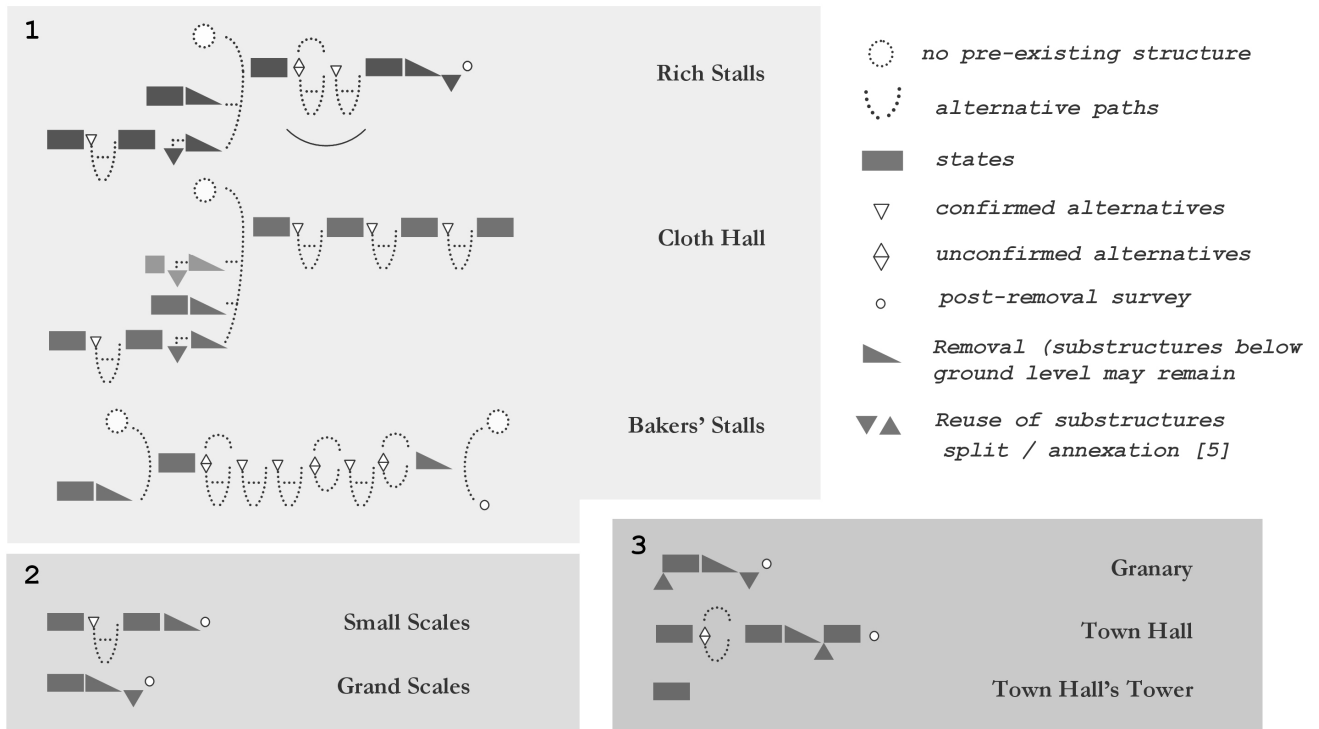 1
Rich Stalls
Cloth Hall
Bakers' Stalls
no pre-existing structure
alternative paths
states
confirmed alternatives
unconfirmed alternatives
post-removal survey
Removal (substructures below
ground level may remain
Reuse of substructures
split / annexation [5]
2
Small Scales
Grand Scales
3
Granary
Town Hall
Town Hall's Tower